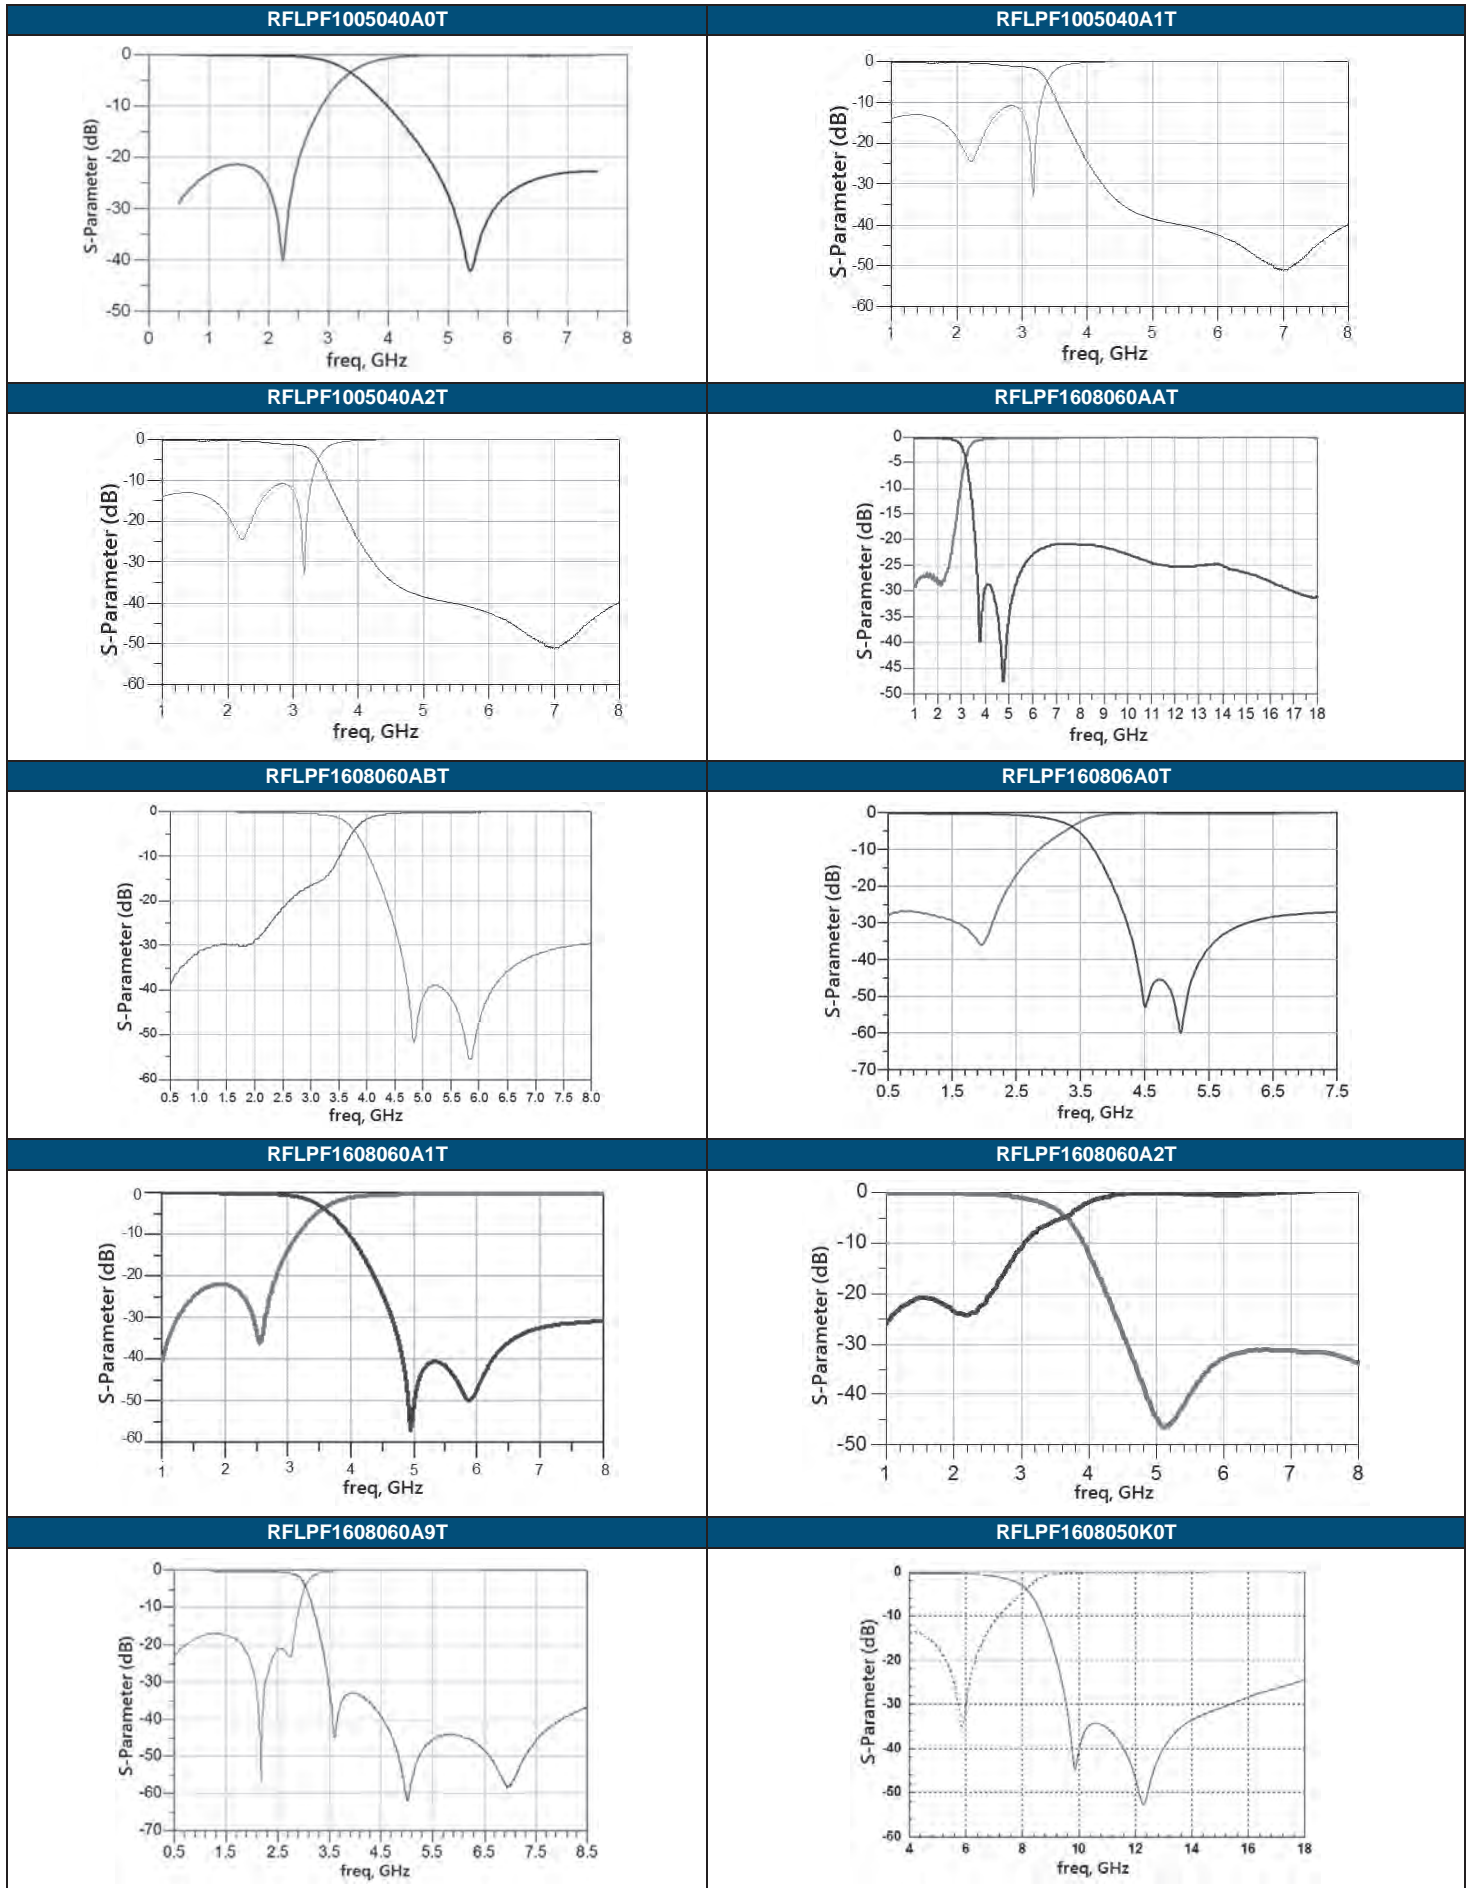 RFLPF1005040A0T
0
-10
-20
-30
-40
-50
S-Parameter (dB)
0 1 2 3 4 5 6 7 8
freq, GHz
RFLPF1005040A1T
0
-10
-20
-30
-40
-50
-60
S-Parameter (dB)
1 2 3 4 5 6 7 8
freq, GHz
RFLPF1005040A2T
0
-10
-20
-30
-40
-50
-60
S-Parameter (dB)
1 2 3 4 5 6 7 8
freq, GHz
RFLPF1608060AAT
0
-5
-10
-15
-20
-25
-30
-35
-40
-45
-50
S-Parameter (dB)
1 2 3 4 5 6 7 8 9 10 11 12 13 14 15 16 17 18
freq, GHz
RFLPF1608060ABT
0
-10
-20
-30
-40
-50
-60
S-Parameter (dB)
0.5 1.0 1.5 2.0 2.5 3.0 3.5 4.0 4.5 5.0 5.5 6.0 6.5 7.0 7.5 8.0
freq, GHz
RFLPF160806A0T
0
-10
-20
-30
-40
-50
-60
-70
S-Parameter (dB)
0.5 1.5 2.5 3.5 4.5 5.5 6.5 7.5
freq, GHz
RFLPF1608060A1T
0
-10
-20
-30
-40
-50
-60
S-Parameter (dB)
1 2 3 4 5 6 7 8
freq, GHz
RFLPF1608060A2T
0
-10
-20
-30
-40
-50
S-Parameter (dB)
1 2 3 4 5 6 7 8
freq, GHz
RFLPF1608060A9T
0
-10
-20
-30
-40
-50
-60
-70
S-Parameter (dB)
0.5 1.5 2.5 3.5 4.5 5.5 6.5 7.5 8.5
freq, GHz
RFLPF1608050K0T
0
-10
-20
-30
-40
-50
-60
S-Parameter (dB)
4 6 8 10 12 14 16 18
freq, GHz